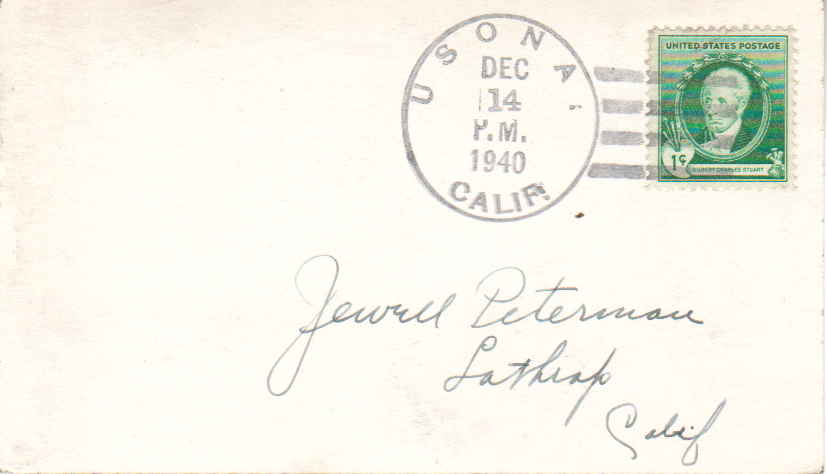 USONA,
DEC
14
P.M.
1940
CALIF.
UNITED STATES POSTAGE
1¢
GILBERT CHARLES STUART
Jewell Peterman
Lathrop
Calif